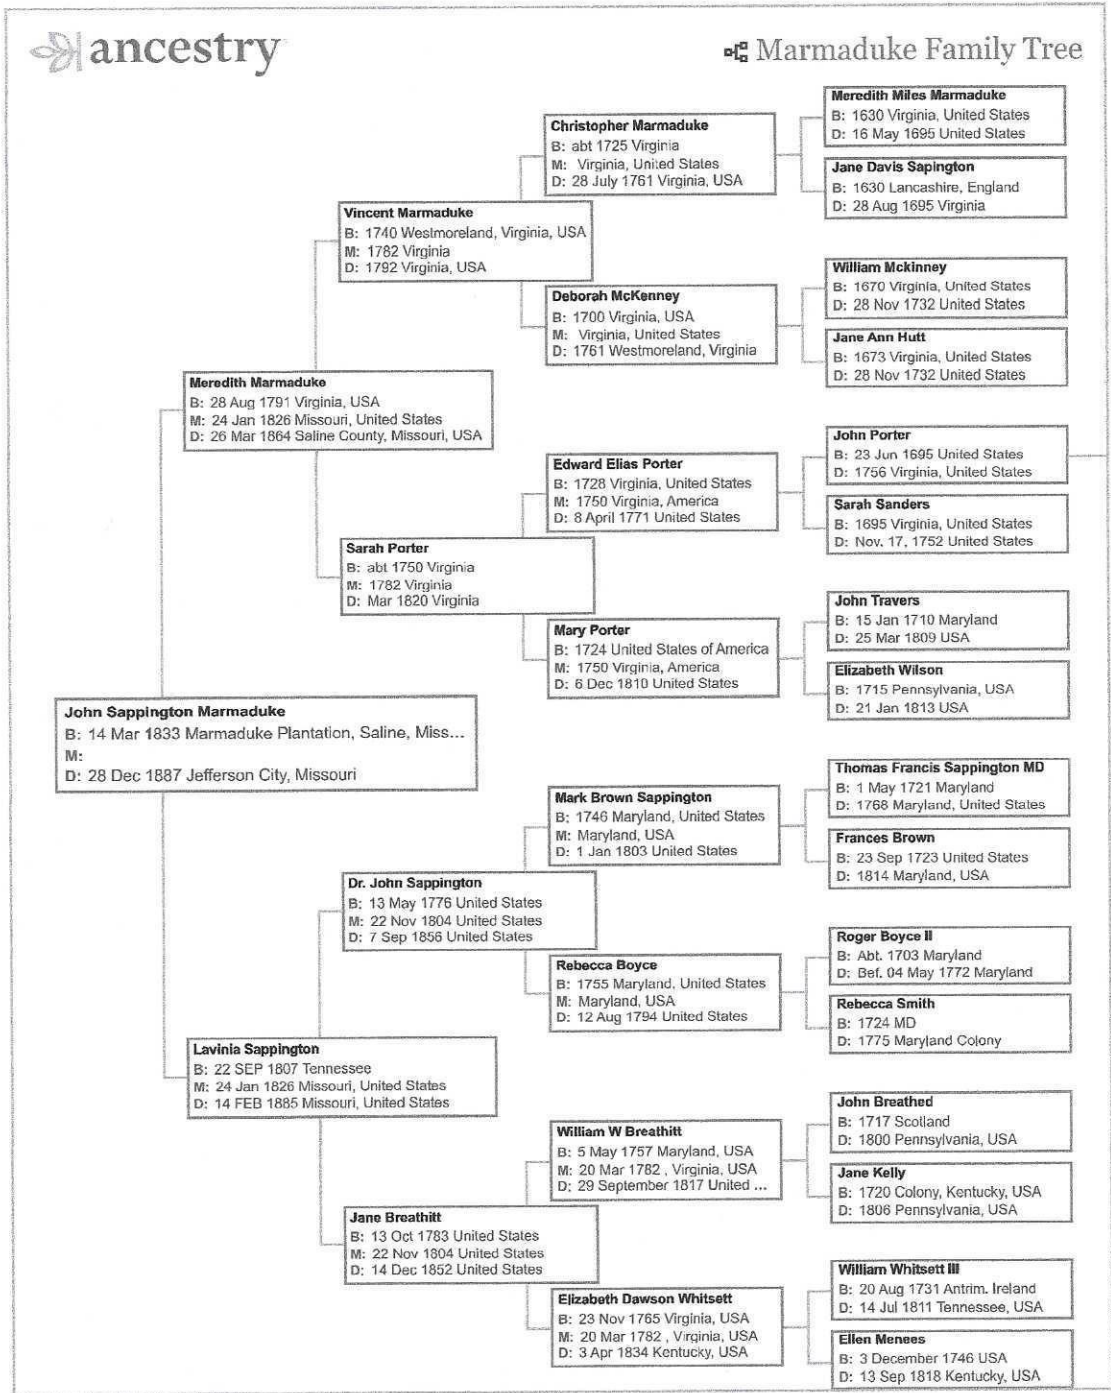 ancestry
Marmaduke Family Tree
Meredith Miles Marmaduke
B: 1630 Virginia, United States
D: 16 May 1695 United States
Christopher Marmaduke
B: abt 1725 Virginia
M: Virginia, United States
D: 28 July 1761 Virginia, USA
Jane Davis Sapington
B: 1630 Lancashire, England
D: 28 Aug 1695 Virginia
Vincent Marmaduke
B: 1740 Westmoreland, Virginia, USA
M: 1782 Virginia
D: 1792 Virginia, USA
William Mckinney
B: 1670 Virginia, United States
D: 28 Nov 1732 United States
Deborah McKenney
B: 1700 Virginia, USA
M: Virginia, United States
D: 1761 Westmoreland, Virginia
Jane Ann Hutt
B: 1673 Virginia, United States
D: 28 Nov 1732 United States
Meredith Marmaduke
B: 28 Aug 1791 Virginia, USA
M: 24 Jan 1826 Missouri, United States
D: 26 Mar 1864 Saline County, Missouri, USA
John Porter
B: 23 Jun 1695 United States
D: 1756 Virginia, United States
Edward Elias Porter
B: 1728 Virginia, United States
M: 1750 Virginia, America
D: 8 April 1771 United States
Sarah Sanders
B: 1695 Virginia, United States
D: Nov. 17, 1752 United States
Sarah Porter
B: abt 1750 Virginia
M: 1782 Virginia
D: Mar 1820 Virginia
John Travers
B: 15 Jan 1710 Maryland
D: 25 Mar 1809 USA
Mary Porter
B: 1724 United States of America
M: 1750 Virginia, America
D: 6 Dec 1810 United States
Elizabeth Wilson
B: 1715 Pennsylvania, USA
D: 21 Jan 1813 USA
John Sappington Marmaduke
B: 14 Mar 1833 Marmaduke Plantation, Saline, Miss...
M:
D: 28 Dec 1887 Jefferson City, Missouri
Thomas Francis Sappington MD
B: 1 May 1721 Maryland
D: 1768 Maryland, United States
Mark Brown Sappington
B: 1746 Maryland, United States
M: Maryland, USA
D: 1 Jan 1803 United States
Frances Brown
B: 23 Sep 1723 United States
D: 1814 Maryland, USA
Dr. John Sappington
B: 13 May 1776 United States
M: 22 Nov 1804 United States
D: 7 Sep 1856 United States
Roger Boyce II
B: Abt. 1703 Maryland
D: Bef. 04 May 1772 Maryland
Rebecca Boyce
B: 1755 Maryland, United States
M: Maryland, USA
D: 12 Aug 1794 United States
Rebecca Smith
B: 1724 MD
D: 1775 Maryland Colony
Lavinia Sappington
B: 22 SEP 1807 Tennessee
M: 24 Jan 1826 Missouri, United States
D: 14 FEB 1885 Missouri, United States
John Breathed
B: 1717 Scotland
D: 1800 Pennsylvania, USA
William W Breathitt
B: 5 May 1757 Maryland, USA
M: 20 Mar 1782 , Virginia, USA
D: 29 September 1817 United ...
Jane Kelly
B: 1720 Colony, Kentucky, USA
D: 1806 Pennsylvania, USA
Jane Breathitt
B: 13 Oct 1783 United States
M: 22 Nov 1804 United States
D: 14 Dec 1852 United States
William Whitsett III
B: 20 Aug 1731 Antrim. Ireland
D: 14 Jul 1811 Tennessee, USA
Elizabeth Dawson Whitsett
B: 23 Nov 1765 Virginia, USA
M: 20 Mar 1782 , Virginia, USA
D: 3 Apr 1834 Kentucky, USA
Ellen Menees
B: 3 December 1746 USA
D: 13 Sep 1818 Kentucky, USA